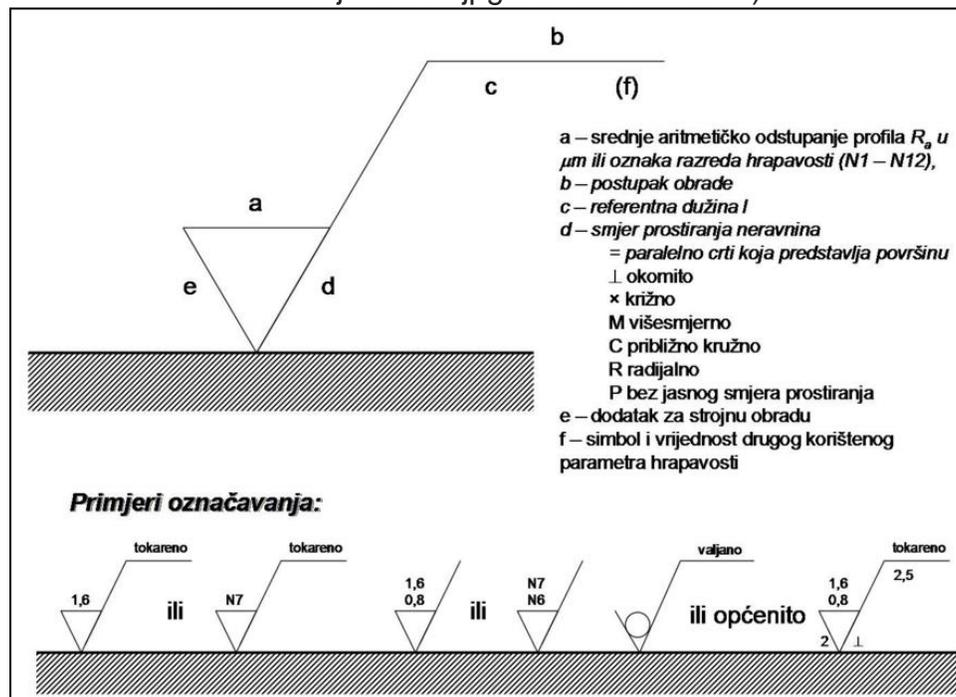 b
c (f)
a
e d
a – srednje aritmetičko odstupanje profila Ra u
μm ili oznaka razreda hrapavosti (N1 – N12),
b – postupak obrade
c – referentna dužina l
d – smjer prostiranja neravnina
= paralelno crti koja predstavlja površinu
⊥ okomito
× križno
M višesmjerno
C približno kružno
R radijalno
P bez jasnog smjera prostiranja
e – dodatak za strojnu obradu
f – simbol i vrijednost drugog korištenog
parametra hrapavosti
Primjeri označavanja:
tokareno
1,6
ili
tokareno
N7
1,6
0,8
ili
N7
N6
valjano
ili općenito
tokareno
1,6
0,8
2,5
2 ⊥